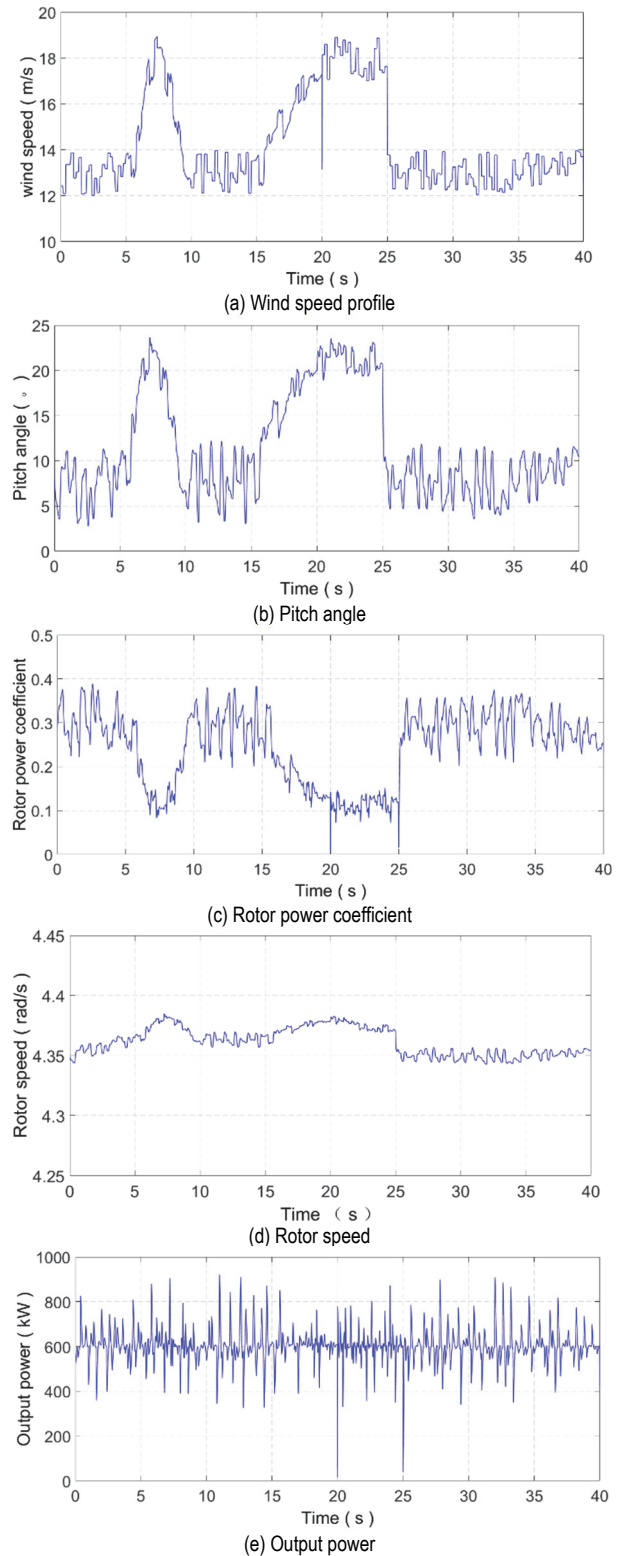 20
18
16
14
12
10
wind speed ( m/s )
0 5 10 15 20 25 30 35 40
Time ( s )
(a) Wind speed profile
25
20
15
10
5
0
Pitch angle ( ° )
0 5 10 15 20 25 30 35 40
Time ( s )
(b) Pitch angle
0.5
0.4
0.3
0.2
0.1
0
Rotor power coefficient
0 5 10 15 20 25 30 35 40
Time ( s )
(c) Rotor power coefficient
4.45
4.4
4.35
4.3
4.25
Rotor speed ( rad/s )
0 5 10 15 20 25 30 35 40
Time （ s ）
(d) Rotor speed
1000
800
600
400
200
0
Output power ( kW )
0 5 10 15 20 25 30 35 40
Time ( s )
(e) Output power